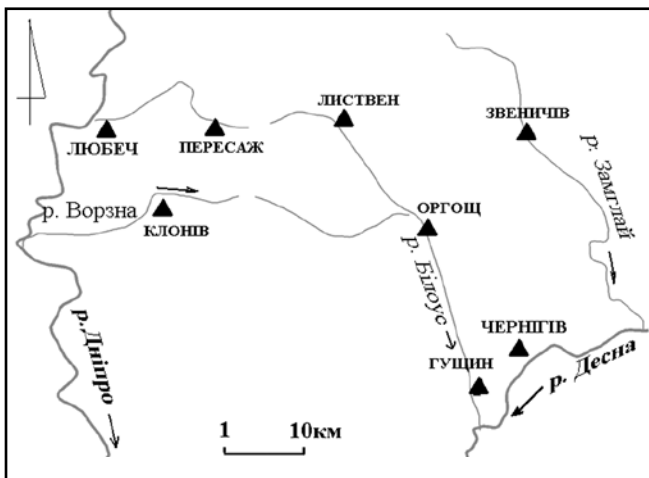 ЛИСТВЕН
ЗВЕНИЧІВ
ЛЮБЕЧ
ПЕРЕСАЖ
р. Замглай
р. Ворзна
КЛОНІВ
ОРГОЩ
р. Білоус
р. Дніпро
ЧЕРНІГІВ
ГУЩИН
р. Десна
1 10км